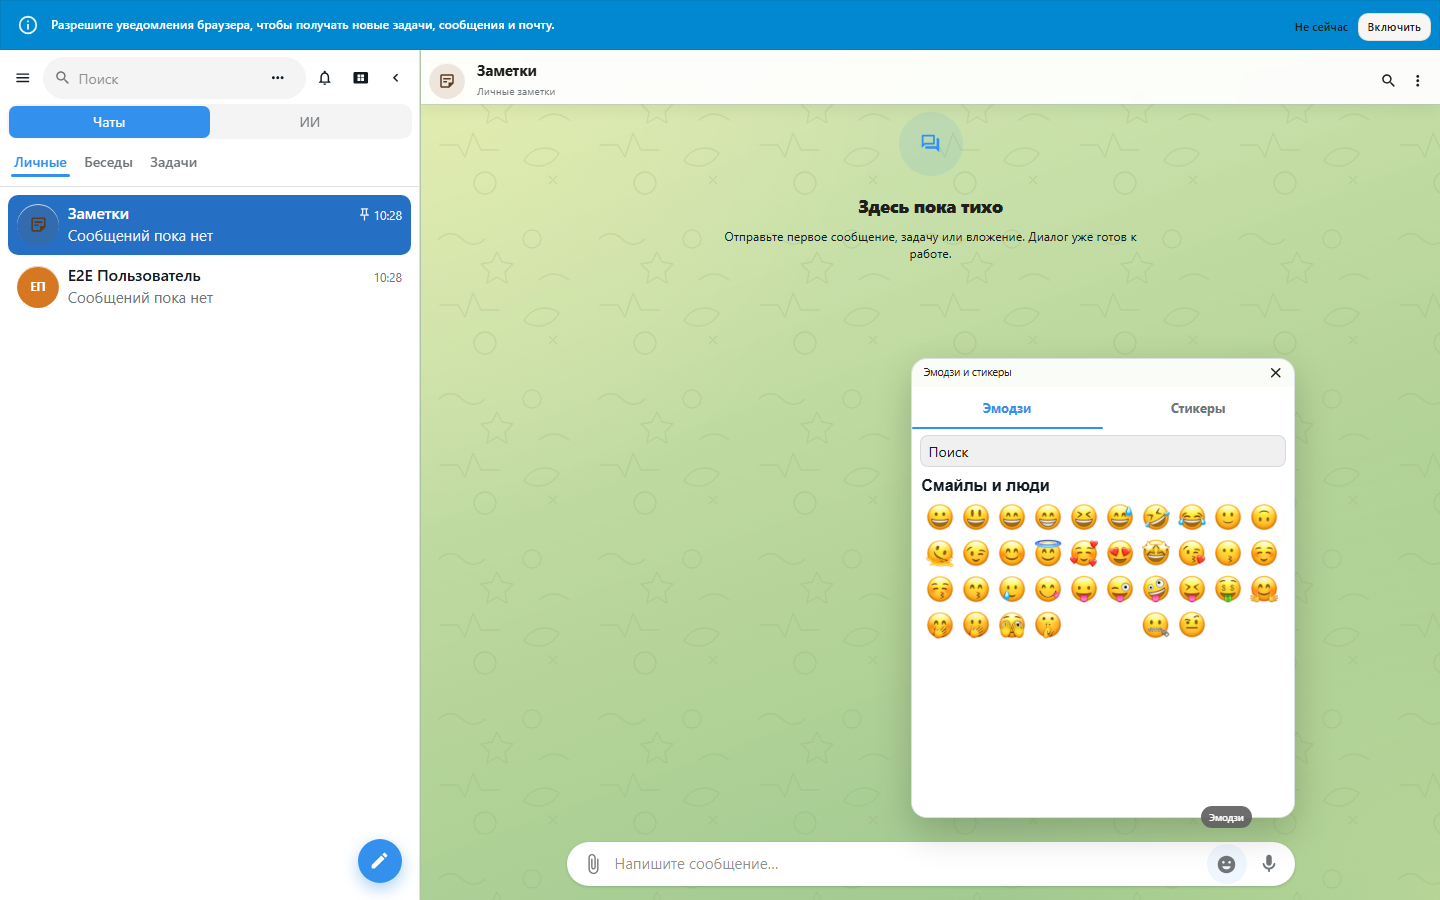 Разрешите уведомления браузера, чтобы получать новые задачи, сообщения и почту.
Не сейчас
Включить
Поиск
Чаты
ИИ
Личные
Беседы
Задачи
Заметки
10:28
Сообщений пока нет
ЕП
E2E Пользователь
10:28
Сообщений пока нет
Заметки
Личные заметки
Здесь пока тихо
Отправьте первое сообщение, задачу или вложение. Диалог уже готов к
работе.
Эмодзи и стикеры
Эмодзи
Стикеры
Поиск
Смайлы и люди
Эмодзи
Напишите сообщение...